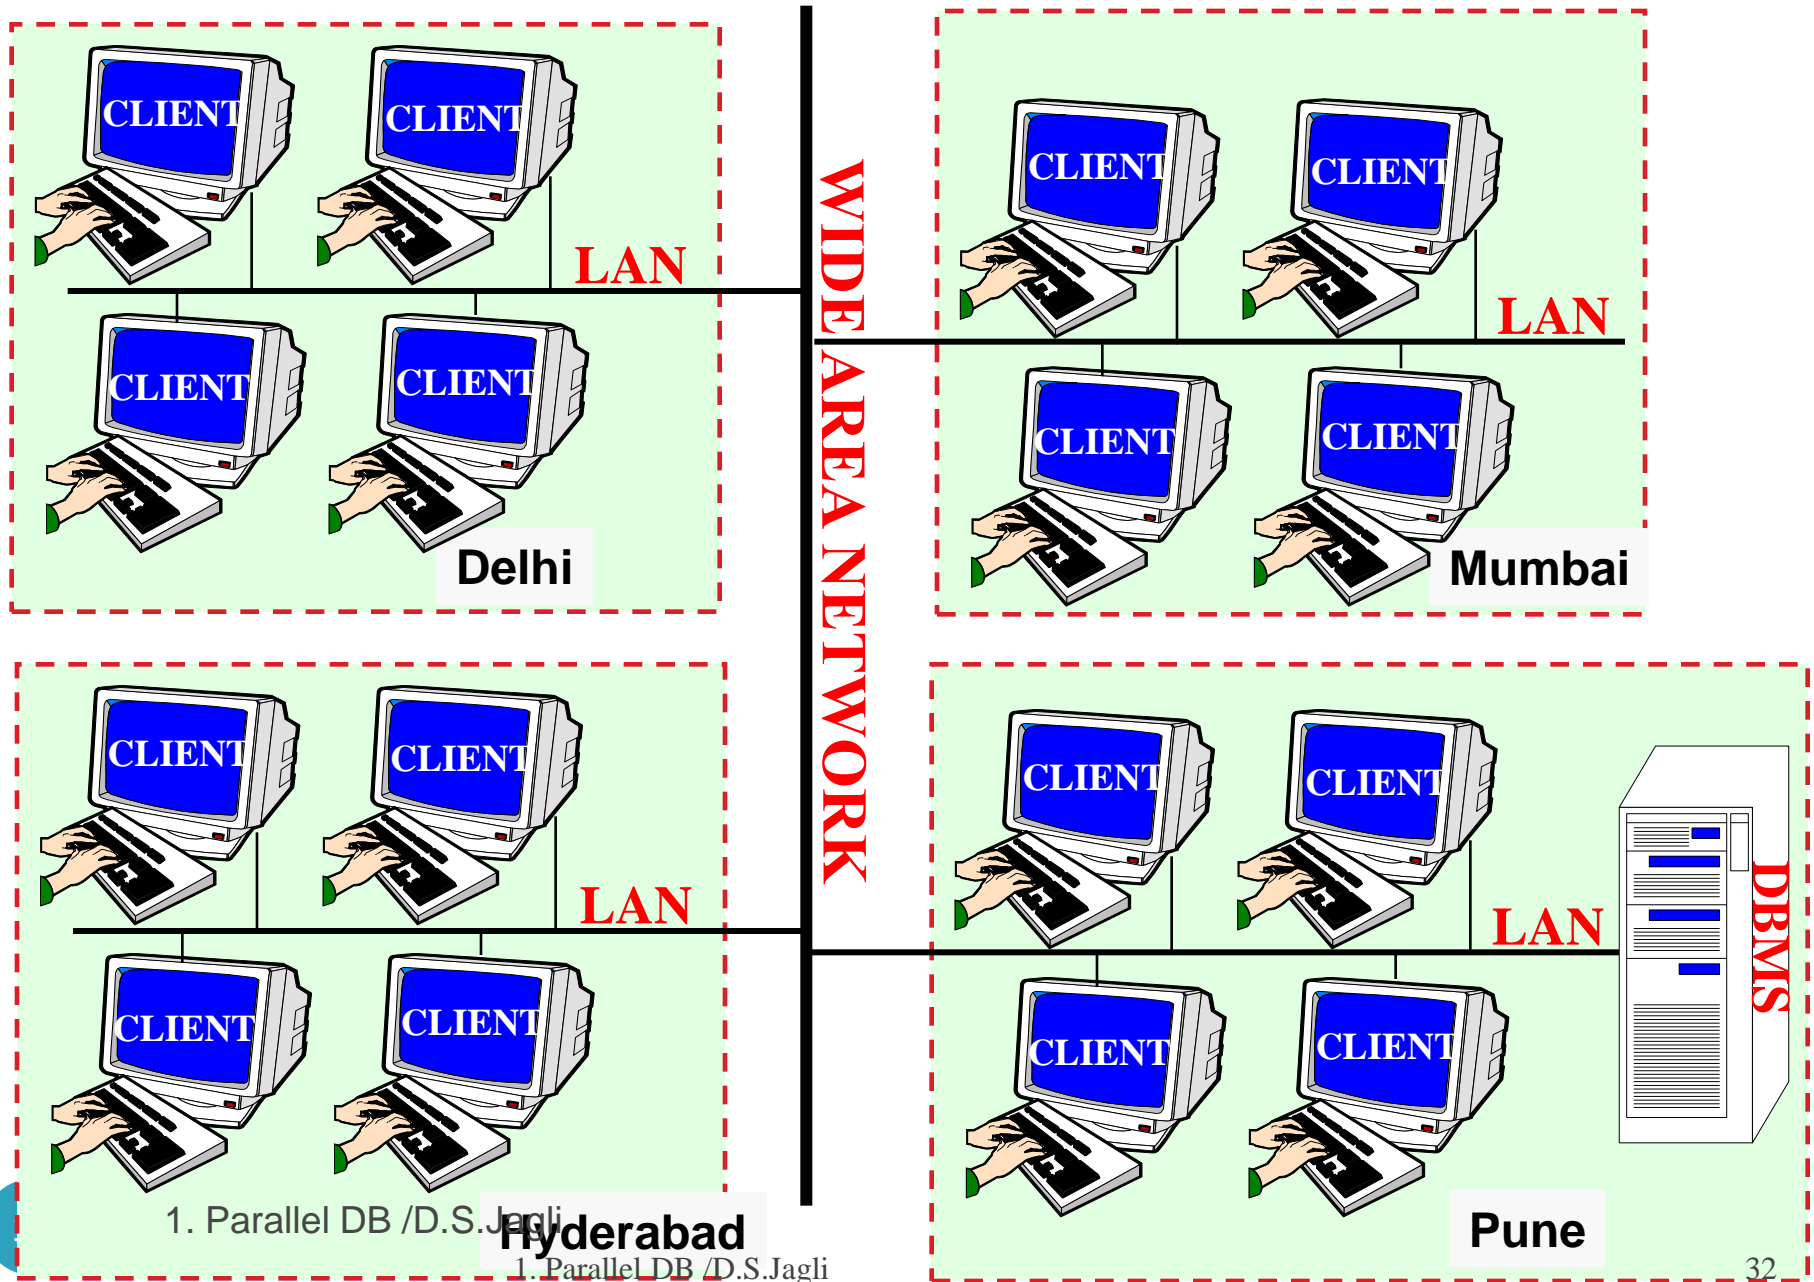 CLIENT
CLIENT
LAN
CLIENT
CLIENT
Delhi
WIDE AREA NETWORK
CLIENT
CLIENT
LAN
CLIENT
CLIENT
Mumbai
CLIENT
CLIENT
LAN
CLIENT
CLIENT
Hyderabad
CLIENT
CLIENT
LAN
DBMS
CLIENT
CLIENT
Pune
1. Parallel DB /D.S.Jagli
1. Parallel DB /D.S.Jagli
32